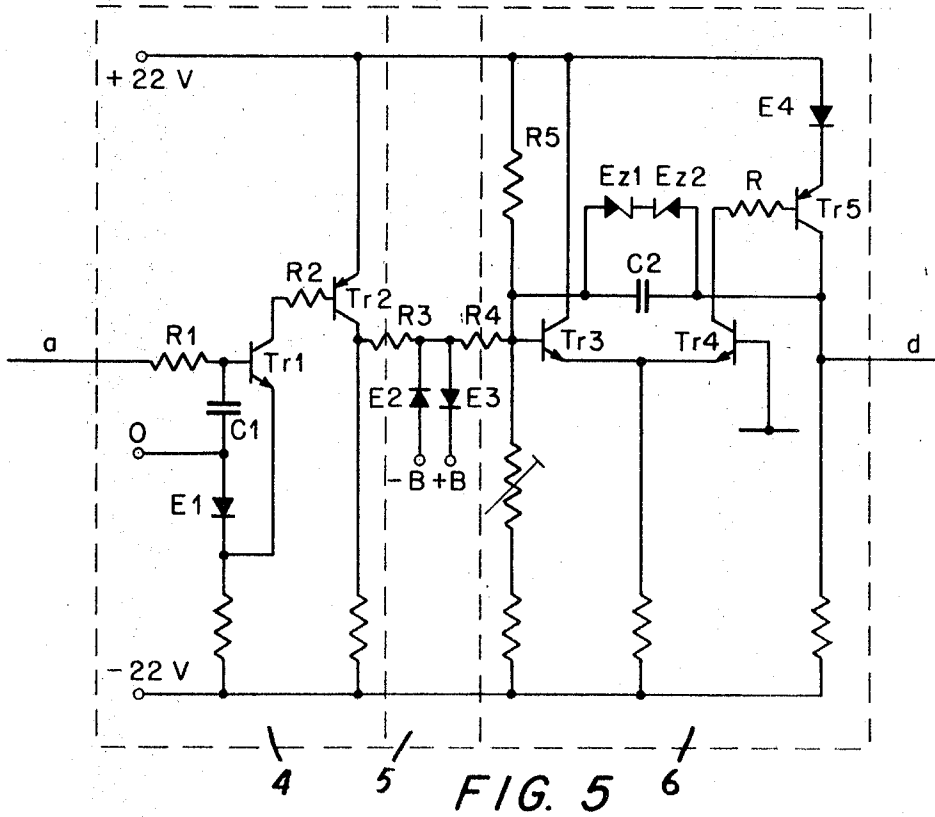 + 22 V
E4
R5
Ez1 Ez2
R
Tr5
C2
R2
Tr2
R3
R4
R1
a
Tr1
Tr3
Tr4
d
E2
E3
C1
O
- B +B
E1
- 22 V
4
5
6
FIG. 5